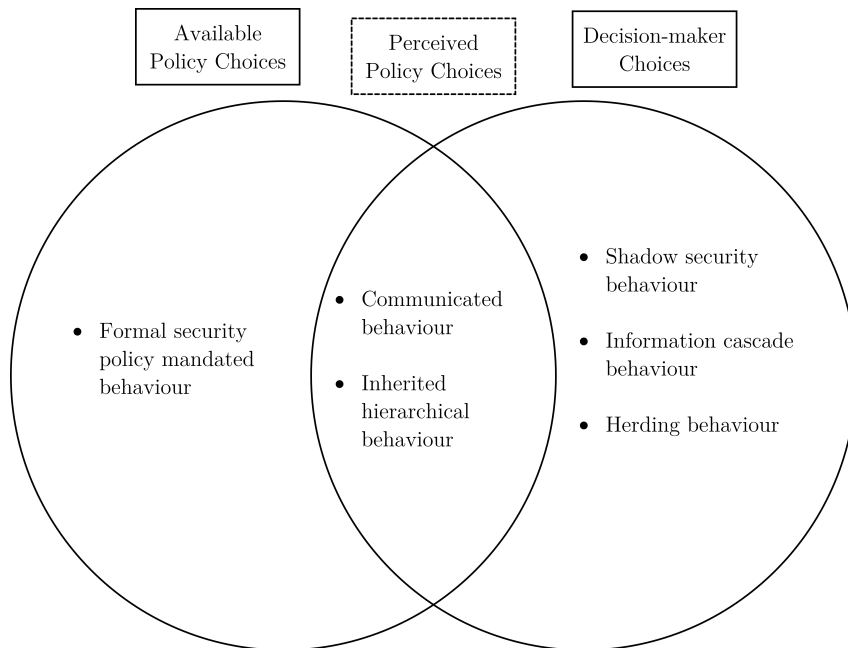 Available
Policy Choices
Perceived
Policy Choices
Decision-maker
Choices
• Formal security
policy mandated
behaviour
• Communicated
behaviour
• Inherited
hierarchical
behaviour
• Shadow security
behaviour
• Information cascade
behaviour
• Herding behaviour